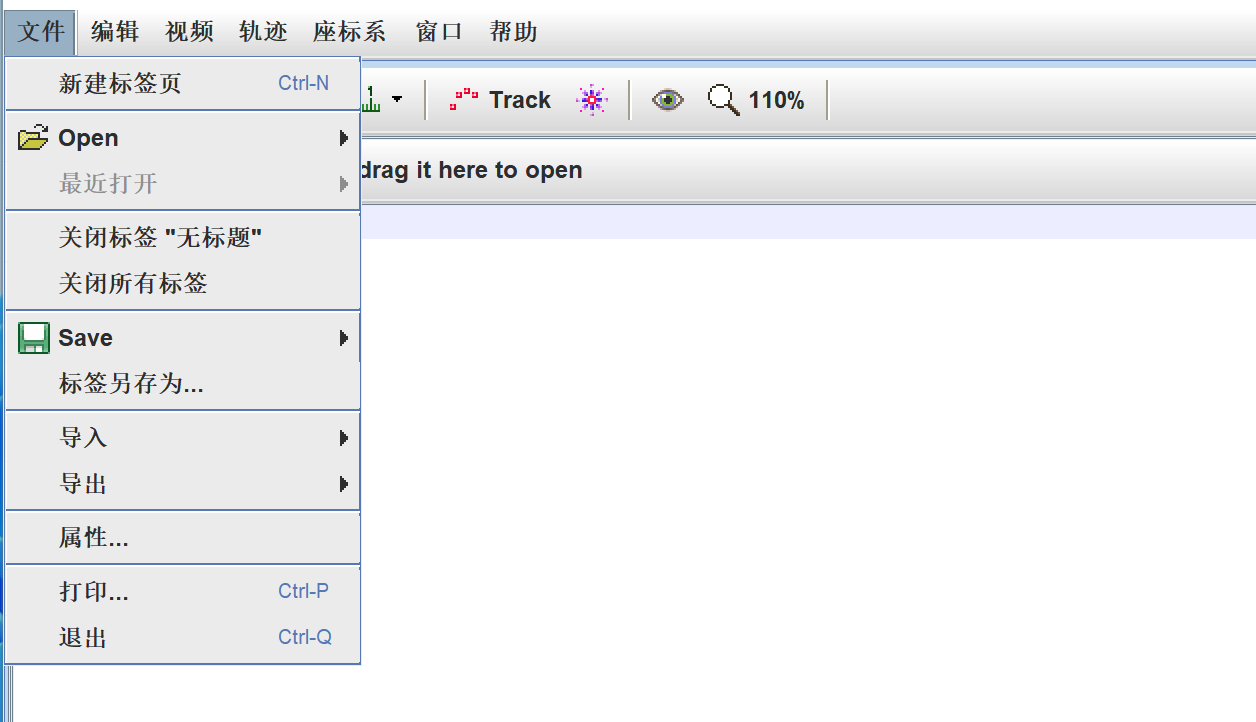 文件 编辑 视频 轨迹 座标系 窗口 帮助
新建标签页 Ctrl-N
1 Track 110%
Open
drag it here to open
最近打开
关闭标签 "无标题"
关闭所有标签
Save
标签另存为...
导入
导出
属性...
打印... Ctrl-P
退出 Ctrl-Q